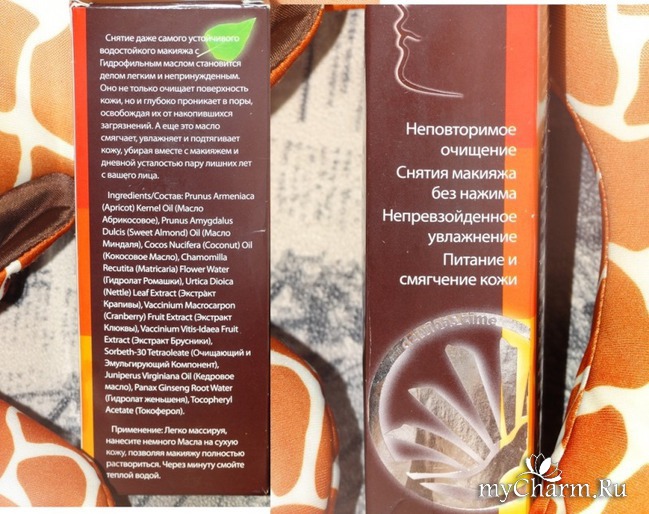 Снятие даже самого устойчивого
водостойкого макияжа с
Гидрофильным маслом становится
делом легким и непринужденным.
Оно не только очищает поверхность
кожи, но и глубоко проникает в поры,
освобождая их от накопившихся
загрязнений. А еще это масло
смягчает, увлажняет и подтягивает
кожу, убирая вместе с макияжем и
дневной усталостью пару лишних лет
с вашего лица.
Ingredients/Состав: Prunus Armeniaca
(Apricot) Kernel Oil (Масло
Абрикосовое), Prunus Amygdalus
Dulcis (Sweet Almond) Oil (Масло
Миндаля), Cocos Nucifera (Coconut) Oil
(Кокосовое Масло), Chamomilla
Recutita (Matricaria) Flower Water
(Гидролат Ромашки), Urtica Dioica
(Nettle) Leaf Extract (Экстракт
Крапивы), Vaccinium Macrocarpon
(Cranberry) Fruit Extract (Экстракт
Клюквы), Vaccinium Vitis-Idaea Fruit
Extract (Экстракт Брусники),
Sorbeth-30 Tetraoleate (Очищающий и
Эмульгирующий Компонент),
Juniperus Virginiana Oil (Кедровое
масло), Panax Ginseng Root Water
(Гидролат женьшеня), Tocopheryl
Acetate (Токоферол).
Применение: Легко массируя,
нанесите немного Масла на сухую
кожу, позволяя макияжу полностью
раствориться. Через минуту смойте
теплой водой.
Неповторимое
очищение
Снятия макияжа
без нажима
Непревзойденное
увлажнение
Питание и
смягчение кожи
myCharm.Ru